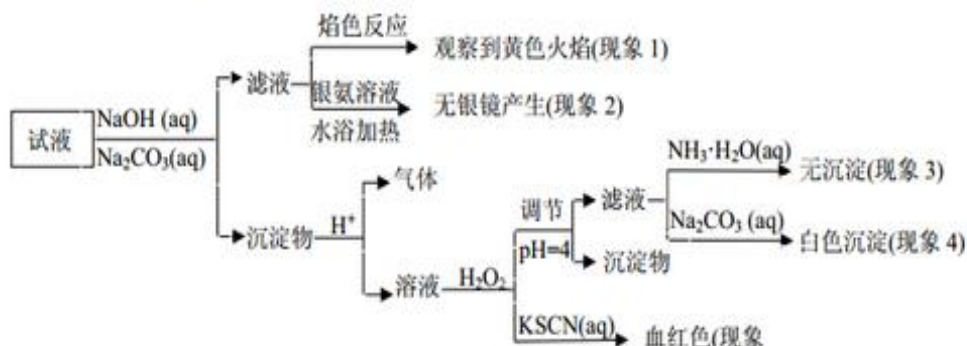 焰色反应
观察到黄色火焰(现象 1)
滤液
银氨溶液
无银镜产生(现象 2)
水浴加热
试液
NaOH (aq)
Na₂CO₃(aq)
气体
NH₃·H₂O(aq)
无沉淀(现象 3)
调节
滤液
沉淀物
H⁺
pH=4
Na₂CO₃ (aq)
白色沉淀(现象 4)
沉淀物
溶液
H₂O₂
KSCN(aq)
血红色(现象